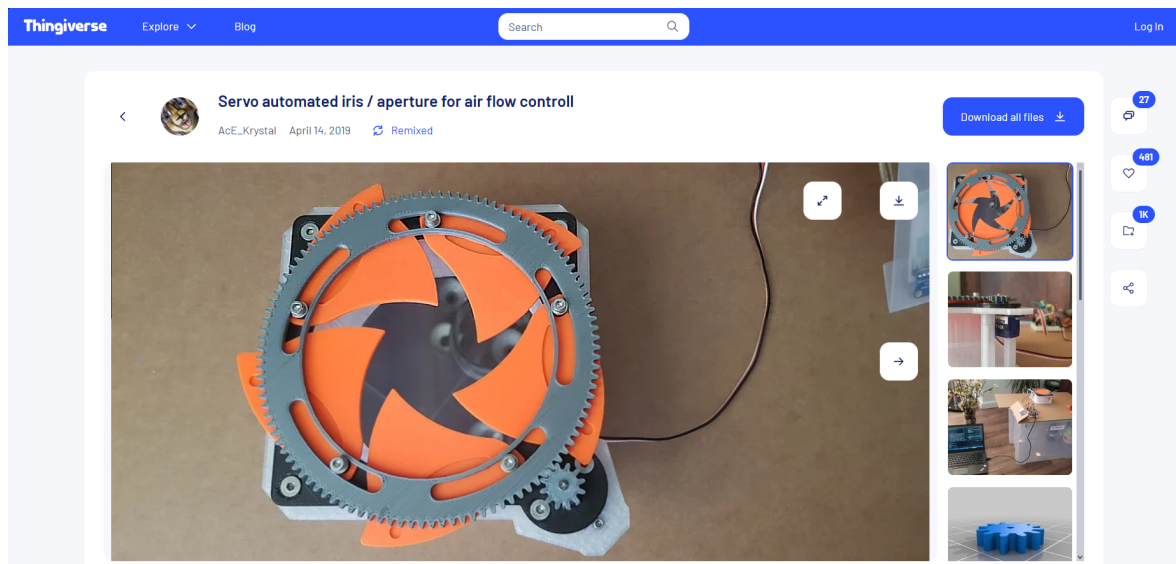 Thingiverse
Explore
Blog
Search
Log In
Servo automated iris / aperture for air flow controll
AcE_Krystal April 14, 2019 Remixed
Download all files
27
481
1K